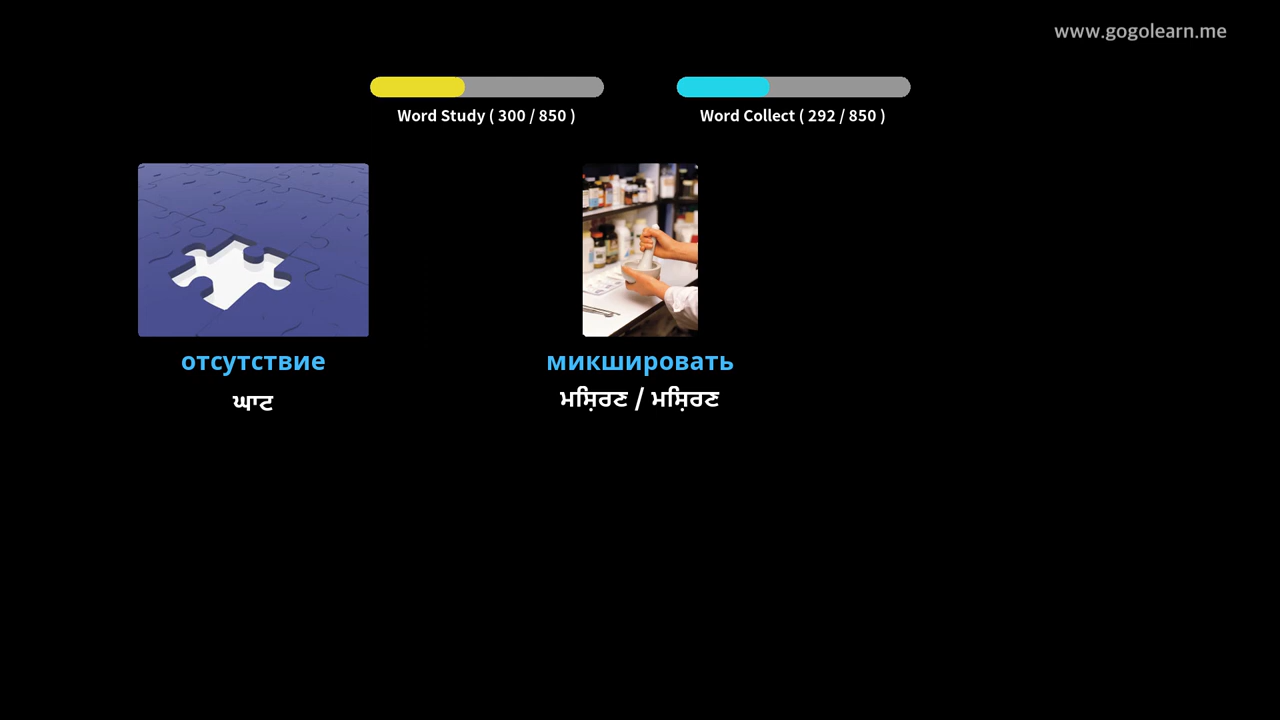 www.gogolearn.me
Word Study ( 300 / 850 )
Word Collect ( 292 / 850 )
отсутствие
ਘਾਟ
микшировать
ਮਸਿ਼ਰਣ / ਮਸਿ਼ਰਣ